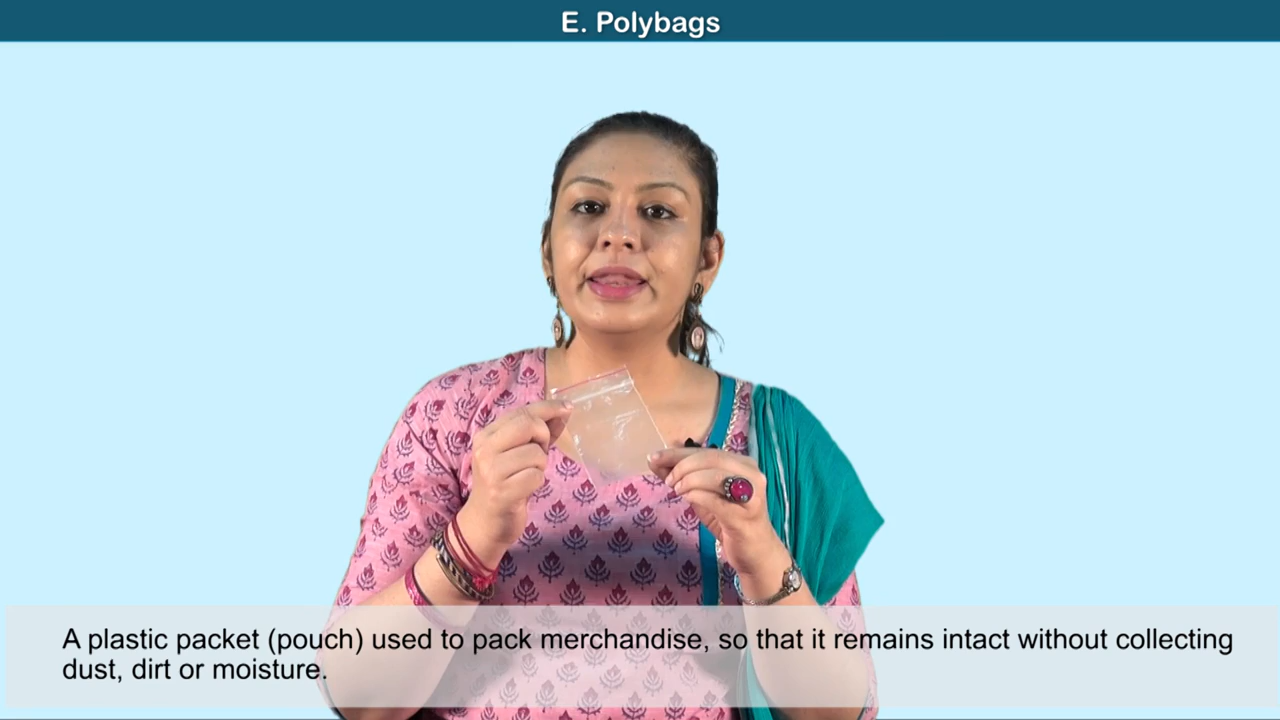 E. Polybags
A plastic packet (pouch) used to pack merchandise, so that it remains intact without collecting
dust, dirt or moisture.